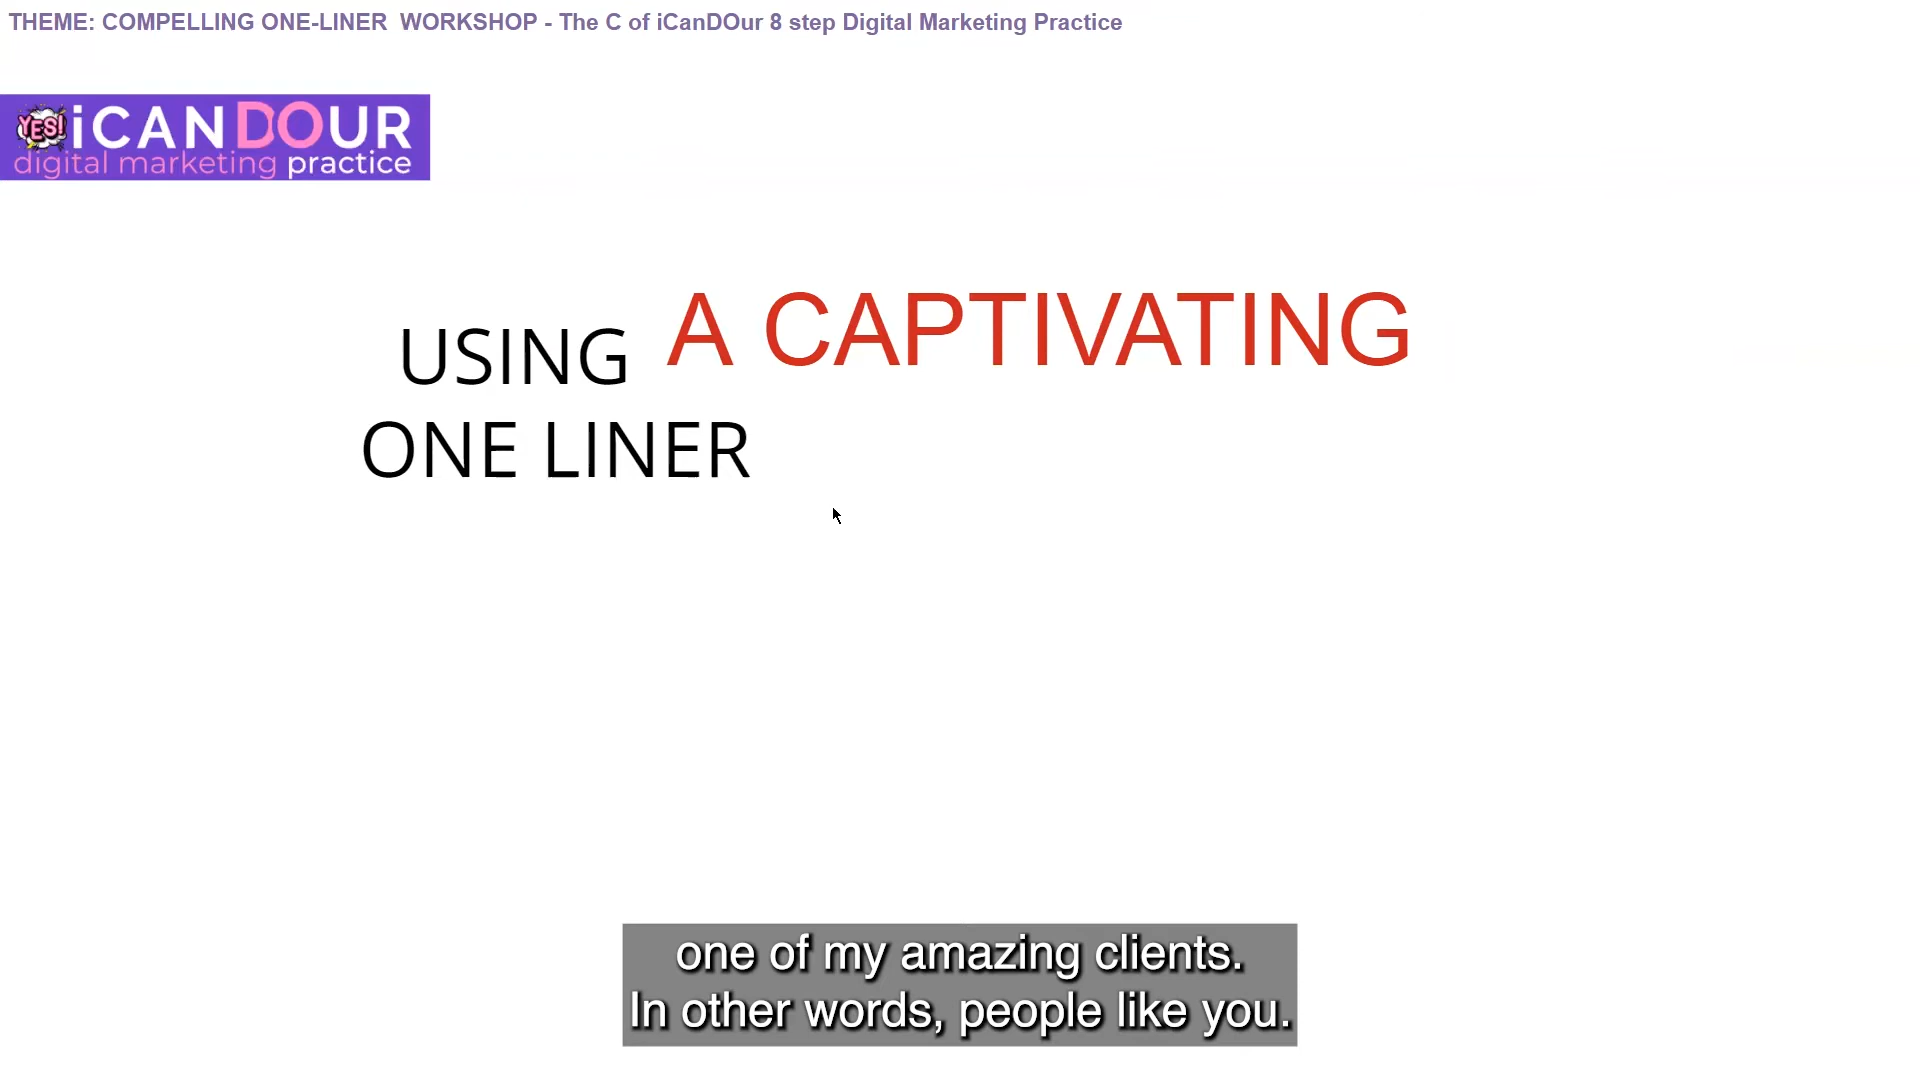 THEME: COMPELLING ONE-LINER WORKSHOP - The C of iCanDOur 8 step Digital Marketing Practice
YES! iCANDOUR
digital marketing practice
USING A CAPTIVATING
ONE LINER
one of my amazing clients.
In other words, people like you.